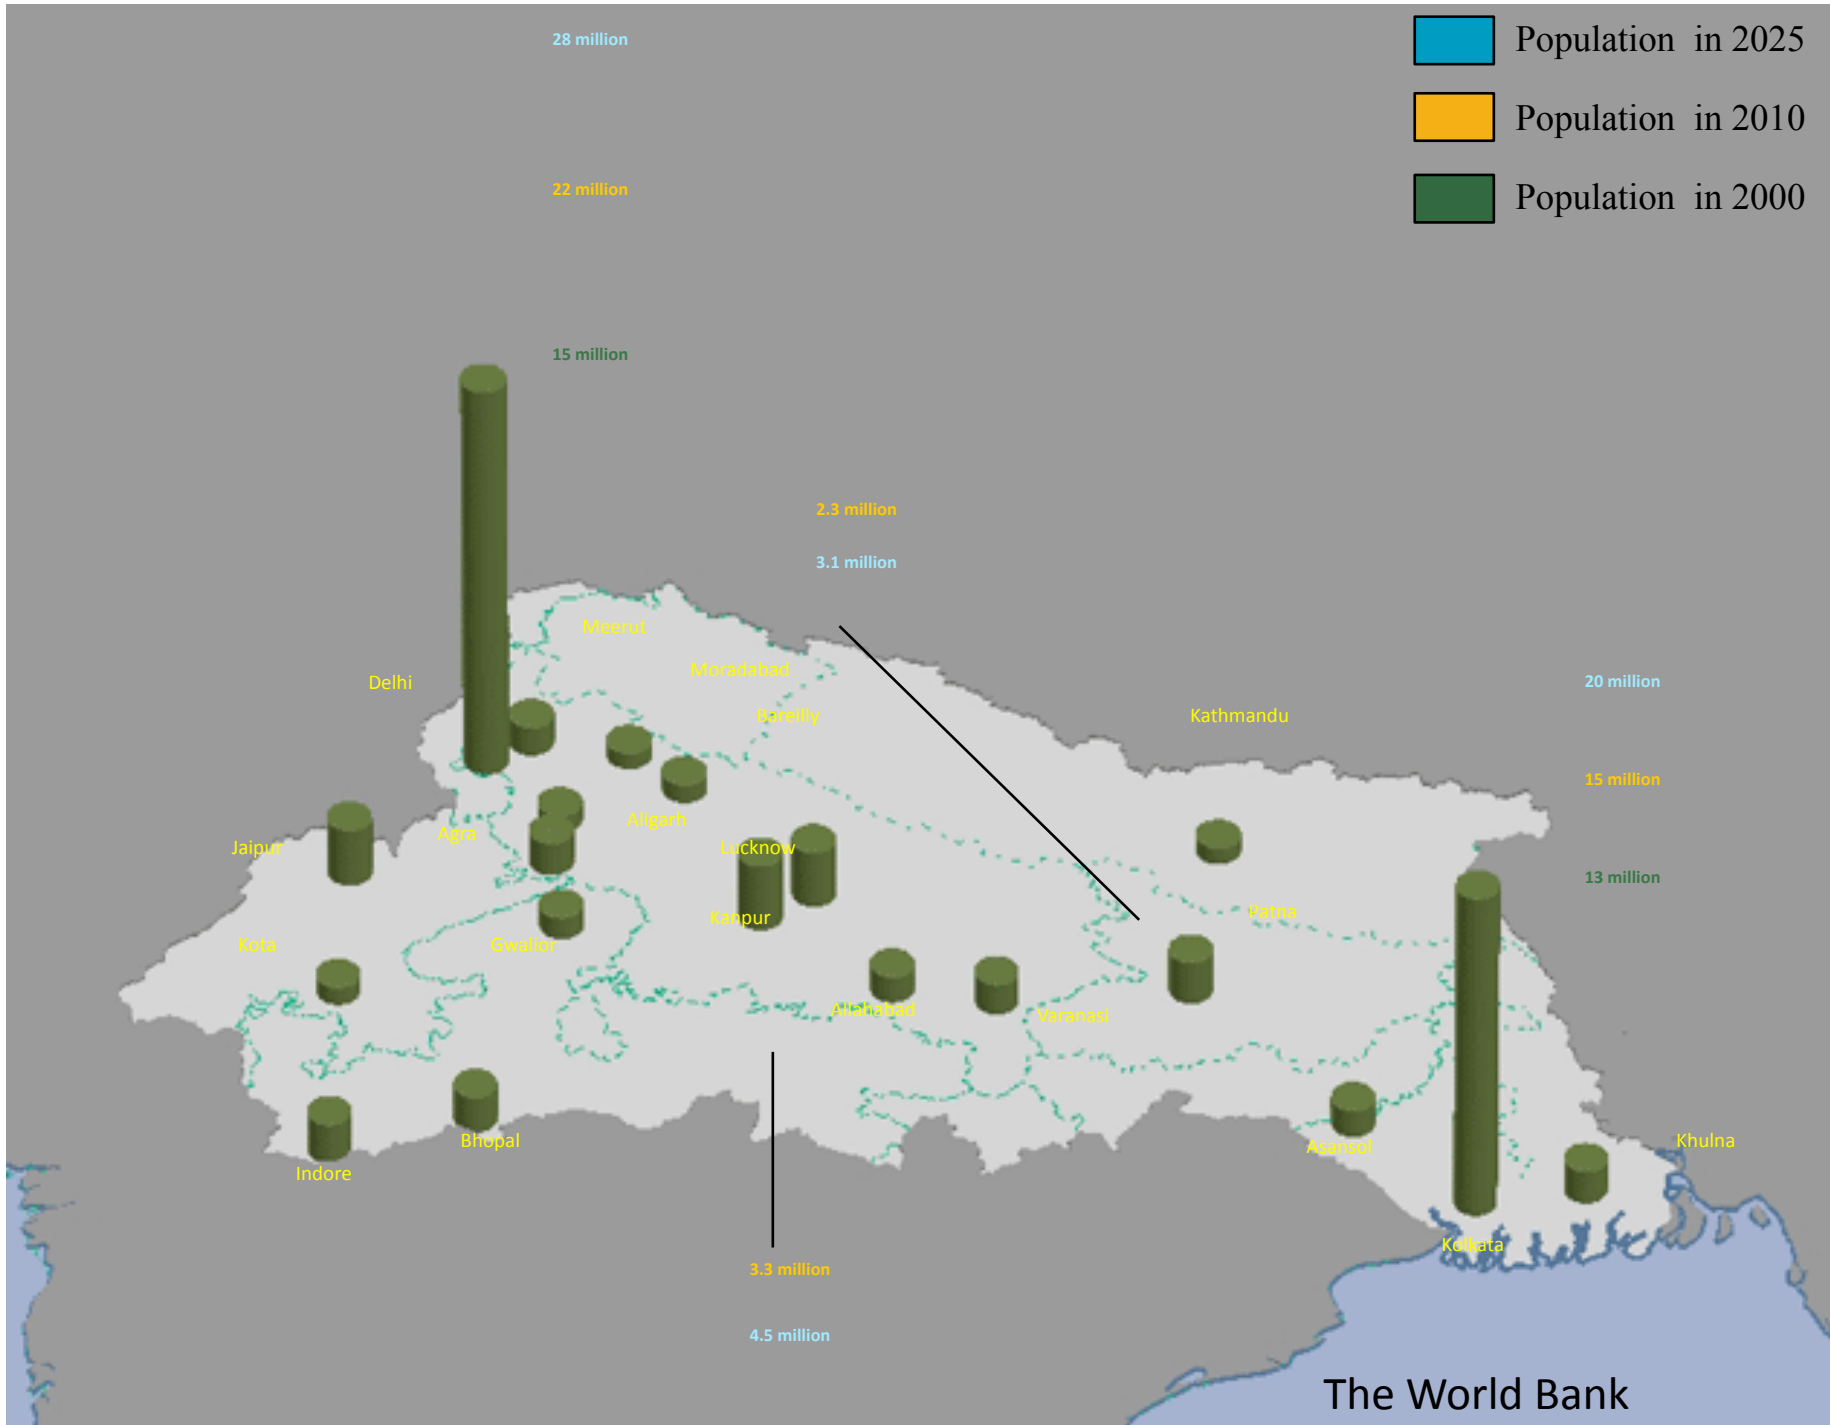 28 million
Population in 2025
Population in 2010
22 million
Population in 2000
15 million
2.3 million
3.1 million
Meerut
Moradabad
Delhi
20 million
Bareilly
Kathmandu
15 million
Aligarh
Agra
Jaipur
Lucknow
13 million
Patna
Kanpur
Kota
Gwalior
Allahabad
Varanasi
Bhopal
Khulna
Asansol
Indore
Kolkata
3.3 million
4.5 million
The World Bank